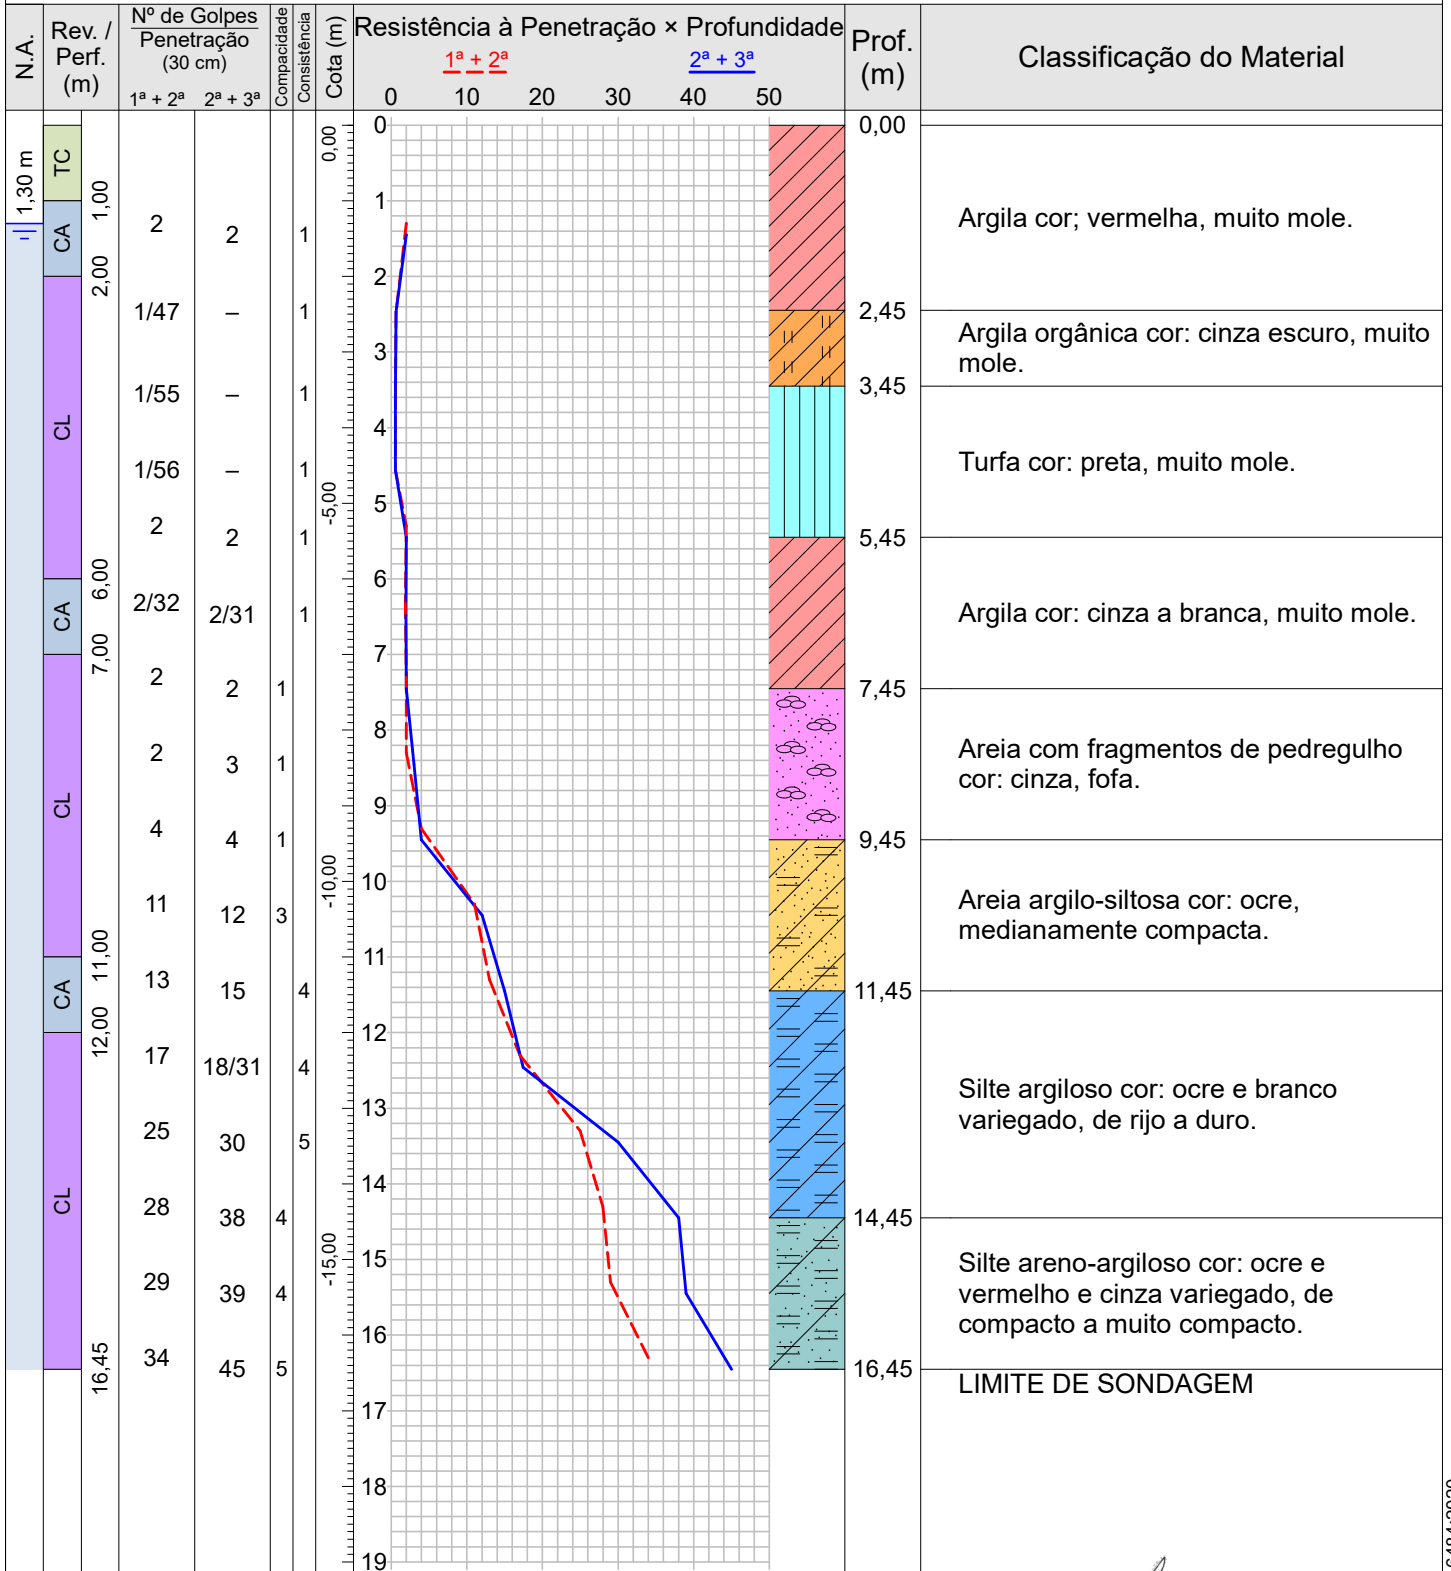 N.A.
Rev. /
Perf.
(m)
Nº de Golpes
Penetração
(30 cm)
1ª + 2ª 2ª + 3ª
Compacidade
Consistência
Cota (m)
Resistência à Penetração × Profundidade
1ª + 2ª 2ª + 3ª
0 10 20 30 40 50
Prof.
(m)
Classificação do Material
1,30 m
TC
CA
CL
CA
CL
CA
CL
1,00
2,00
6,00
7,00
11,00
12,00
16,45
2 2 1
1/47 – 1
1/55 – 1
1/56 – 1
2 2 1
2/32 2/31 1
2 2 1
2 3 1
4 4 1
11 12 3
13 15 4
17 18/31 4
25 30 5
28 38 4
29 39 4
34 45 5
0,00
-5,00
-10,00
-15,00
0
1
2
3
4
5
6
7
8
9
10
11
12
13
14
15
16
17
18
19
0,00
Argila cor; vermelha, muito mole.
2,45
Argila orgânica cor: cinza escuro, muito
mole.
3,45
Turfa cor: preta, muito mole.
5,45
Argila cor: cinza a branca, muito mole.
7,45
Areia com fragmentos de pedregulho
cor: cinza, fofa.
9,45
Areia argilo-siltosa cor: ocre,
medianamente compacta.
11,45
Silte argiloso cor: ocre e branco
variegado, de rijo a duro.
14,45
Silte areno-argiloso cor: ocre e
vermelho e cinza variegado, de
compacto a muito compacto.
16,45
LIMITE DE SONDAGEM
6484:2020